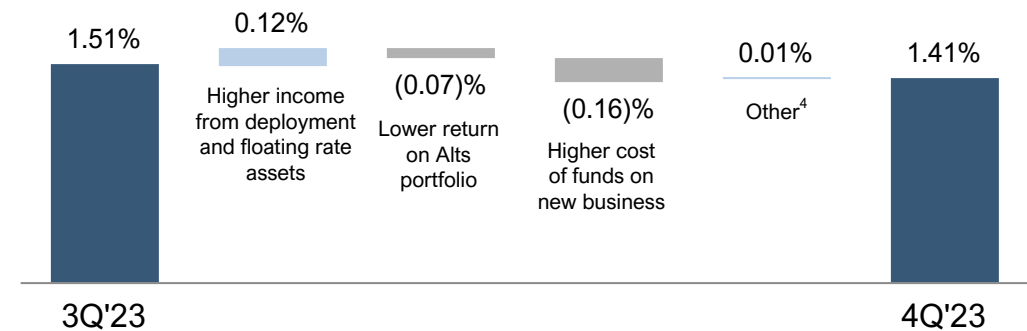 1.51%
0.12%
Higher income
from deployment
and floating rate
assets
(0.07)%
Lower return
on Alts
portfolio
(0.16)%
Higher cost
of funds on
new business
0.01%
Other⁴
1.41%
3Q'23
4Q'23